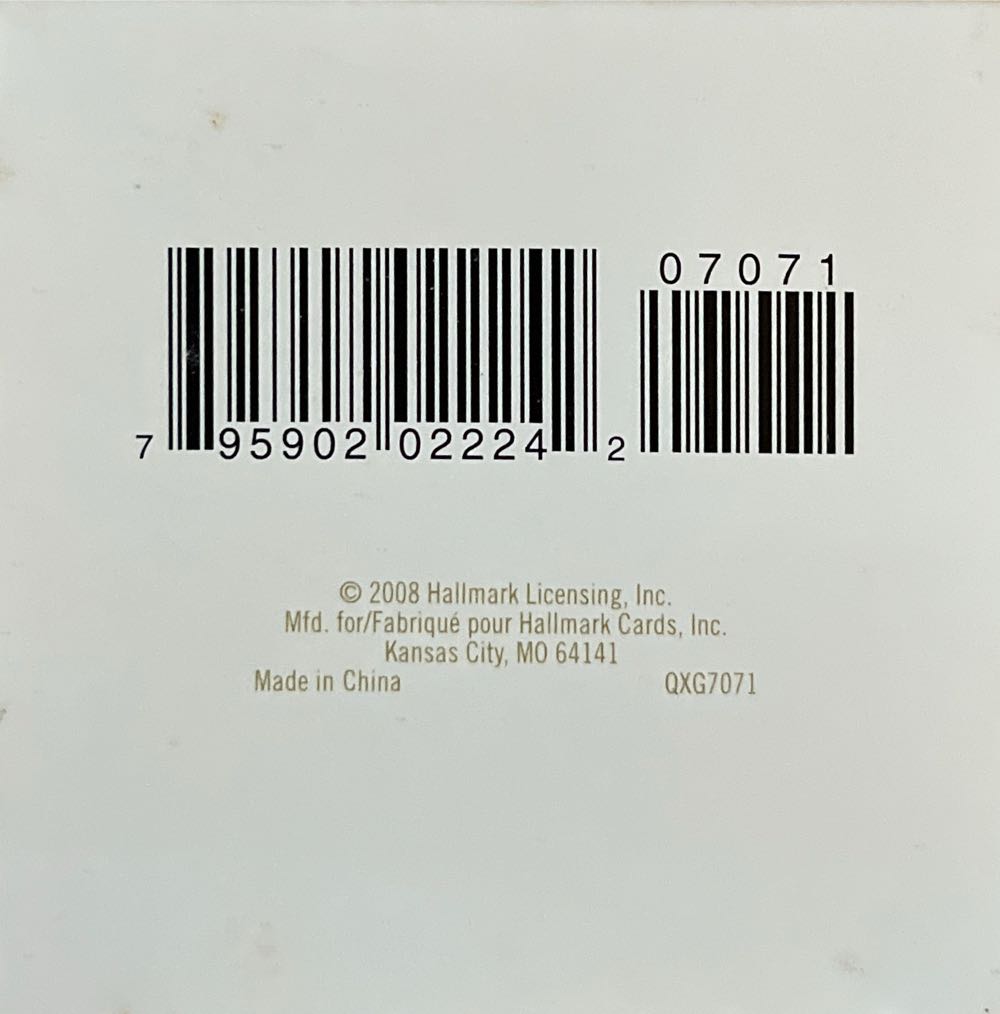 07071
7 95902 02224 2
© 2008 Hallmark Licensing, Inc.
Mfd. for/Fabriqué pour Hallmark Cards, Inc.
Kansas City, MO 64141
Made in China QXG7071